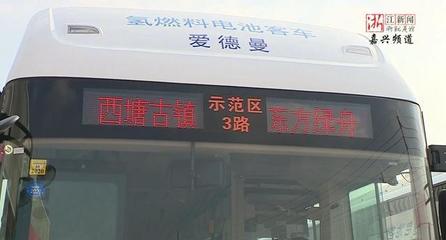 氢燃料电池客车
爱德曼
浙江新闻
嘉兴频道
西塘古镇 示范区 3路 东方绿舟
2020